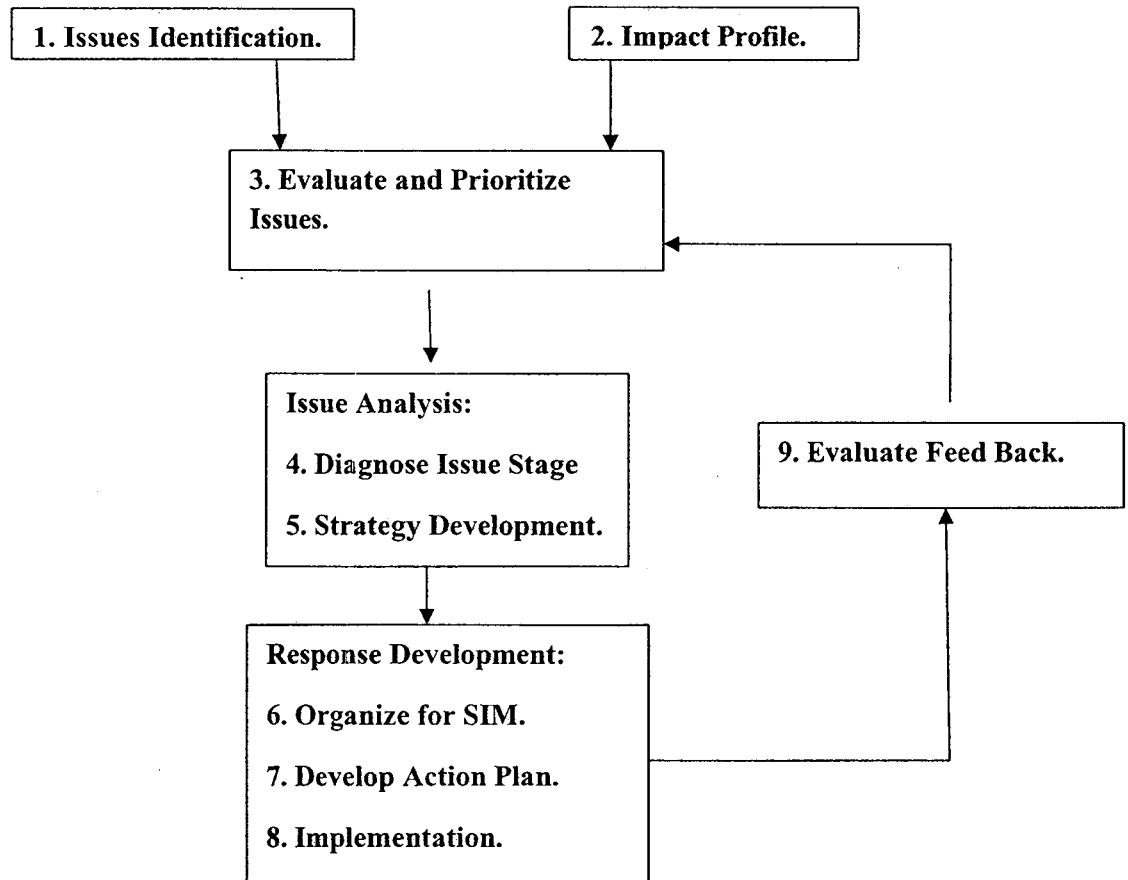 1. Issues Identification.
2. Impact Profile.
3. Evaluate and Prioritize
Issues.
Issue Analysis:
4. Diagnose Issue Stage
5. Strategy Development.
9. Evaluate Feed Back.
Response Development:
6. Organize for SIM.
7. Develop Action Plan.
8. Implementation.